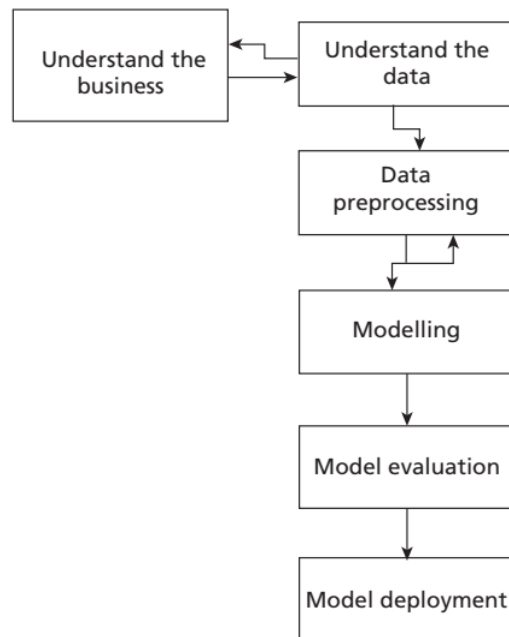 Understand the
business
Understand the
data
Data
preprocessing
Modelling
Model evaluation
Model deployment